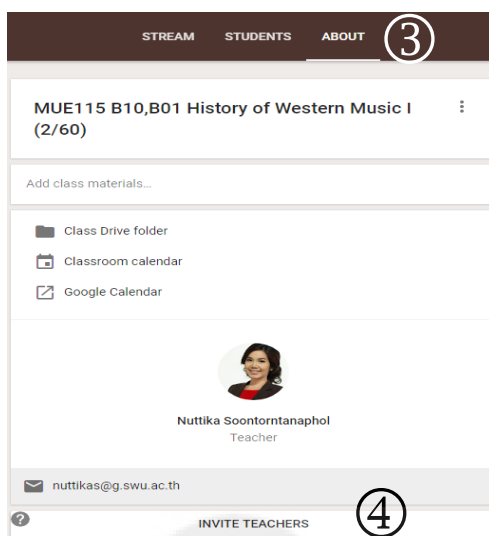 STREAM STUDENTS ABOUT ③
MUE115 B10,B01 History of Western Music I
(2/60)
Add class materials...
Class Drive folder
Classroom calendar
Google Calendar
Nuttika Soontorntanaphol
Teacher
nuttikas@g.swu.ac.th
? INVITE TEACHERS ④